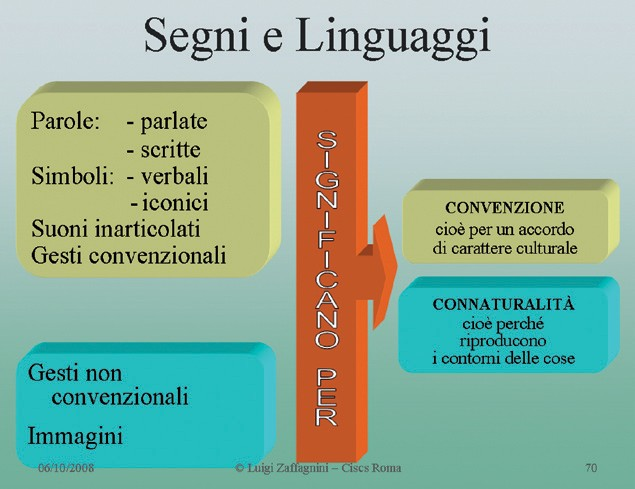 Segni e Linguaggi
Parole: - parlate
- scritte
Simboli: - verbali
- iconici
Suoni inarticolati
Gesti convenzionali
SIGNIFICANO PER
CONVENZIONE
cioè per un accordo
di carattere culturale
CONNATURALITÀ
cioè perché
riproducono
i contorni delle cose
Gesti non
convenzionali
Immagini
06/10/2008
© Luigi Zaffagnini – Ciscs Roma
70